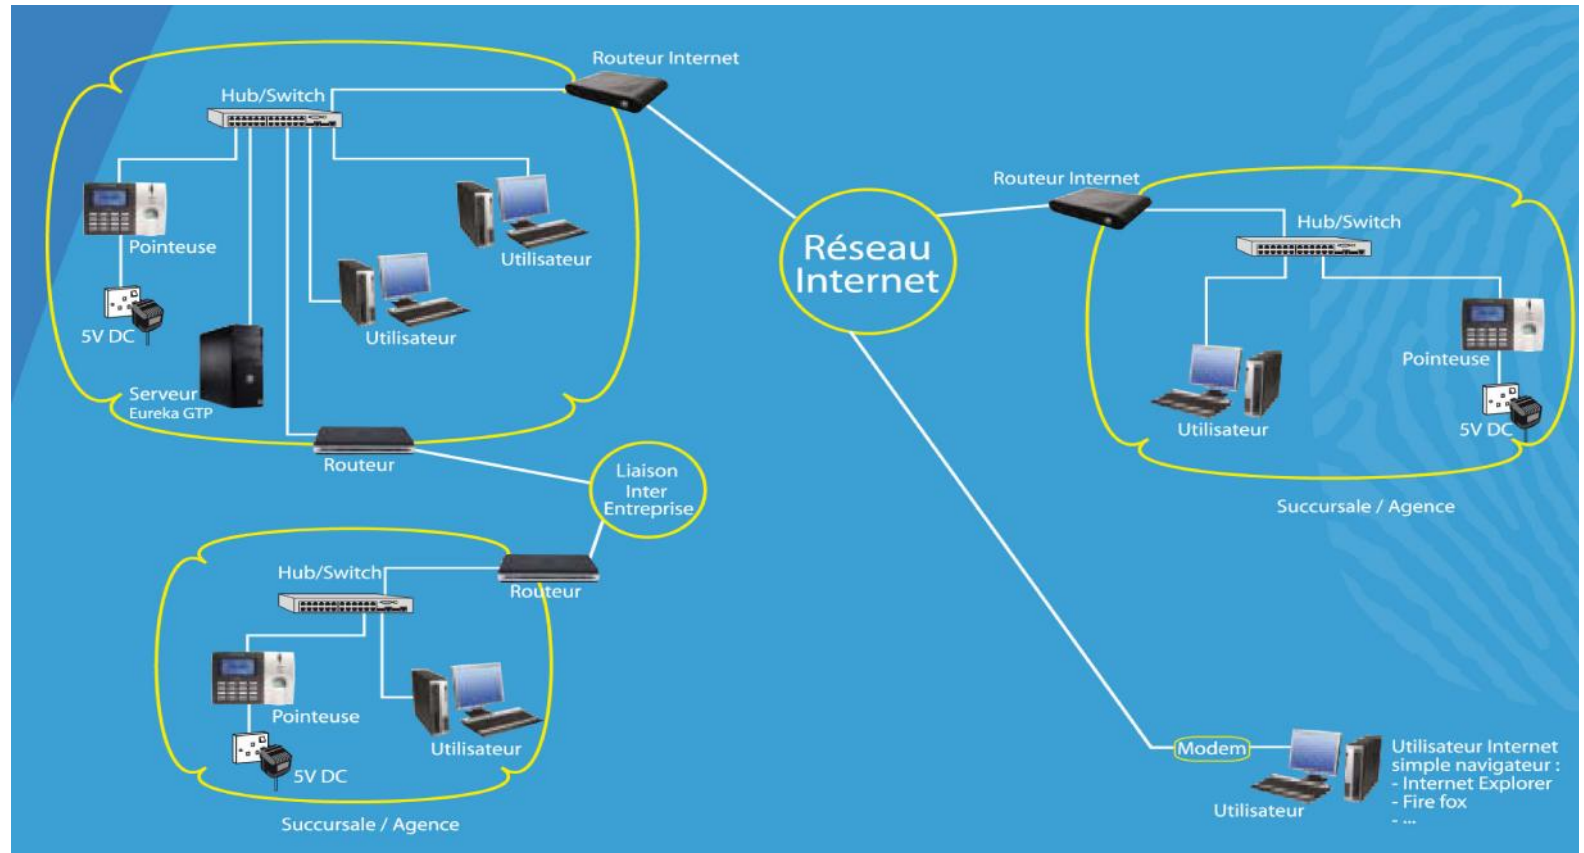 Routeur Internet
Hub/Switch
Pointeuse
Utilisateur
5V DC
Utilisateur
Serveur
Eureka GTP
Routeur
Liaison
Inter
Entreprise
Réseau
Internet
Routeur Internet
Hub/Switch
Pointeuse
Utilisateur
5V DC
Succursale / Agence
Hub/Switch
Routeur
Pointeuse
Utilisateur
5V DC
Succursale / Agence
Modem
Utilisateur
Utilisateur Internet
simple navigateur :
- Internet Explorer
- Fire fox
- ...